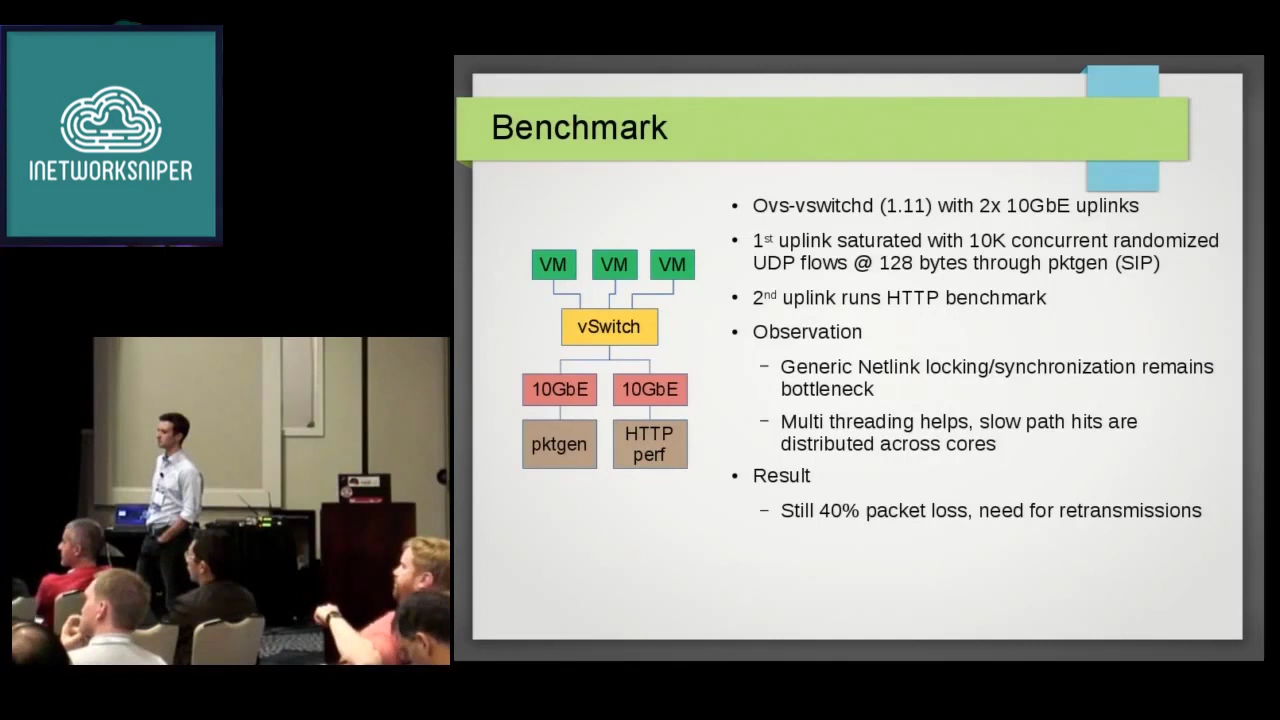 INETWORKSNIPER
Benchmark
VM VM VM
vSwitch
10GbE 10GbE
pktgen
HTTP
perf
• Ovs-vswitchd (1.11) with 2x 10GbE uplinks
• 1st uplink saturated with 10K concurrent randomized
UDP flows @ 128 bytes through pktgen (SIP)
• 2nd uplink runs HTTP benchmark
• Observation
– Generic Netlink locking/synchronization remains
bottleneck
– Multi threading helps, slow path hits are
distributed across cores
• Result
– Still 40% packet loss, need for retransmissions